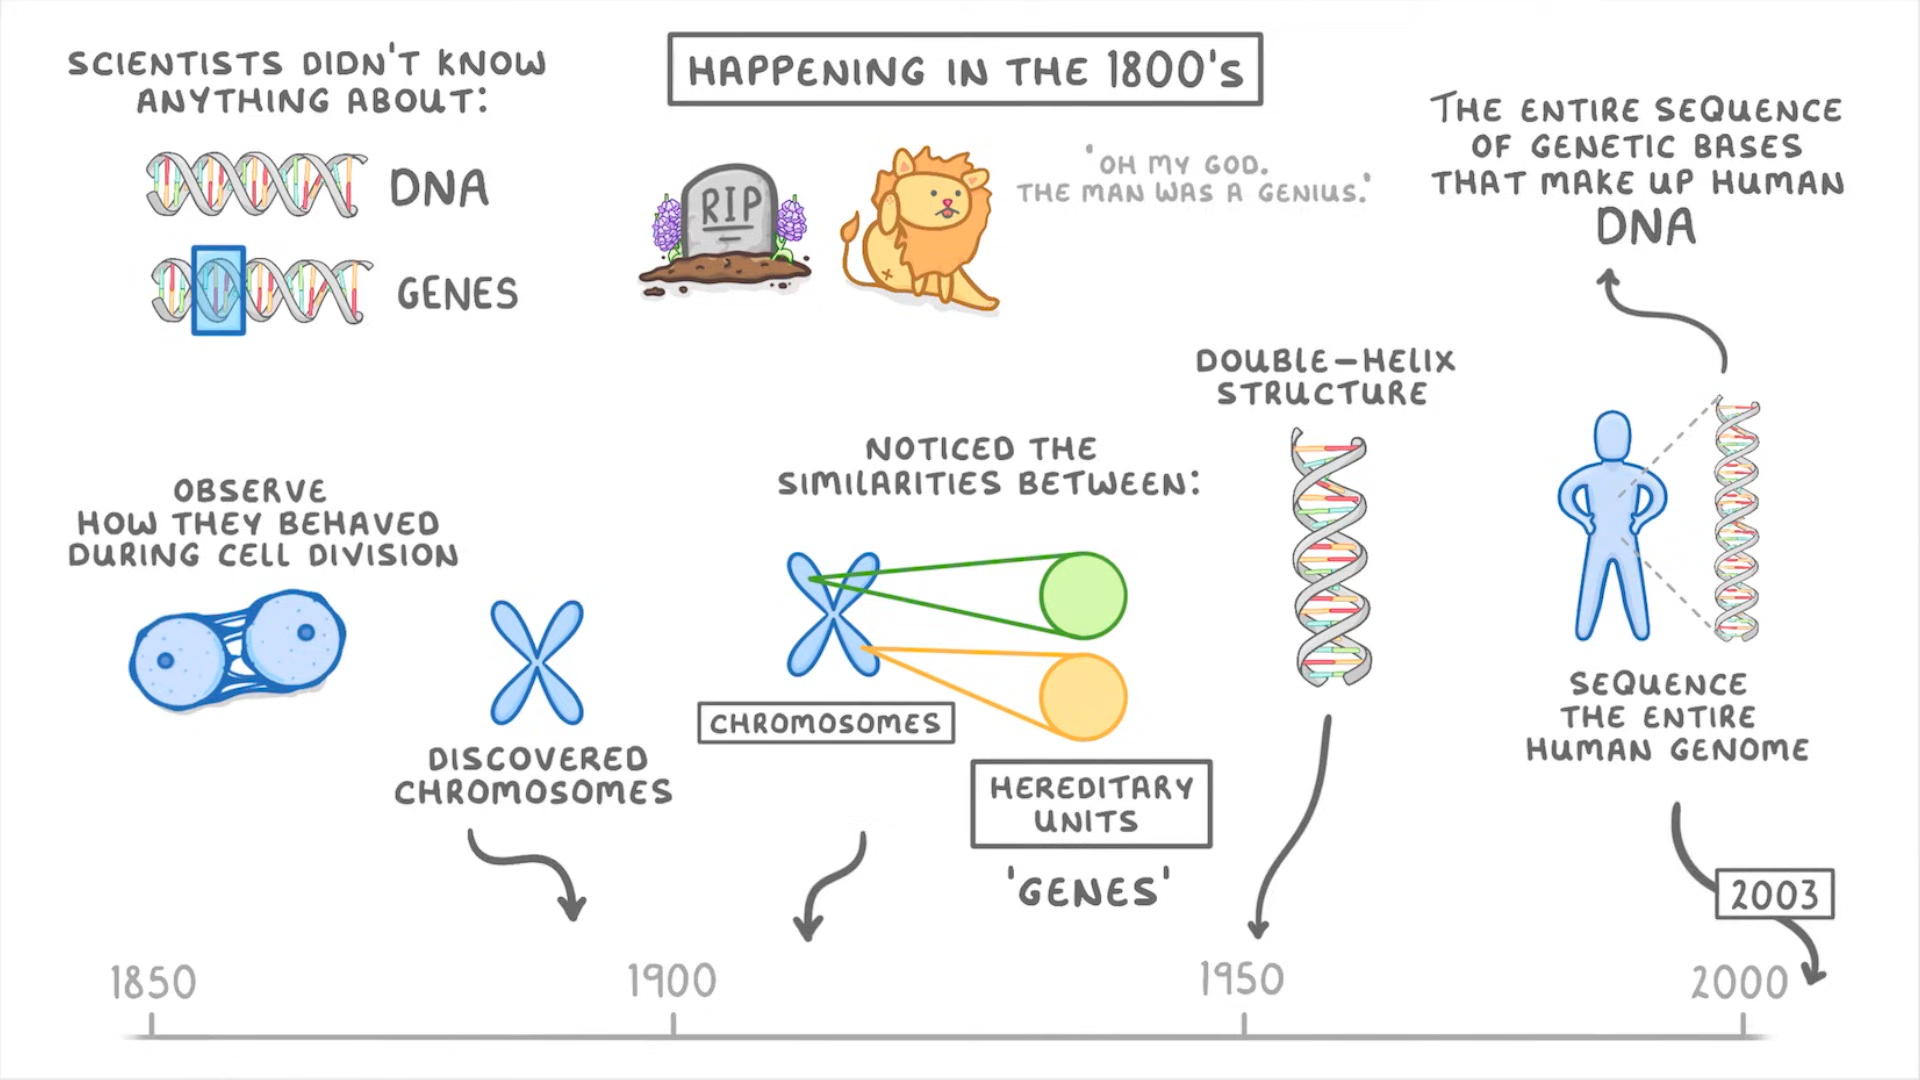 SCIENTISTS DIDN'T KNOW
ANYTHING ABOUT:
DNA
GENES
HAPPENING IN THE 1800's
RIP
'OH MY GOD.
THE MAN WAS A GENIUS.'
THE ENTIRE SEQUENCE
OF GENETIC BASES
THAT MAKE UP HUMAN
DNA
OBSERVE
HOW THEY BEHAVED
DURING CELL DIVISION
DISCOVERED
CHROMOSOMES
NOTICED THE
SIMILARITIES BETWEEN:
CHROMOSOMES
HEREDITARY
UNITS
'GENES'
DOUBLE-HELIX
STRUCTURE
SEQUENCE
THE ENTIRE
HUMAN GENOME
2003
1850
1900
1950
2000